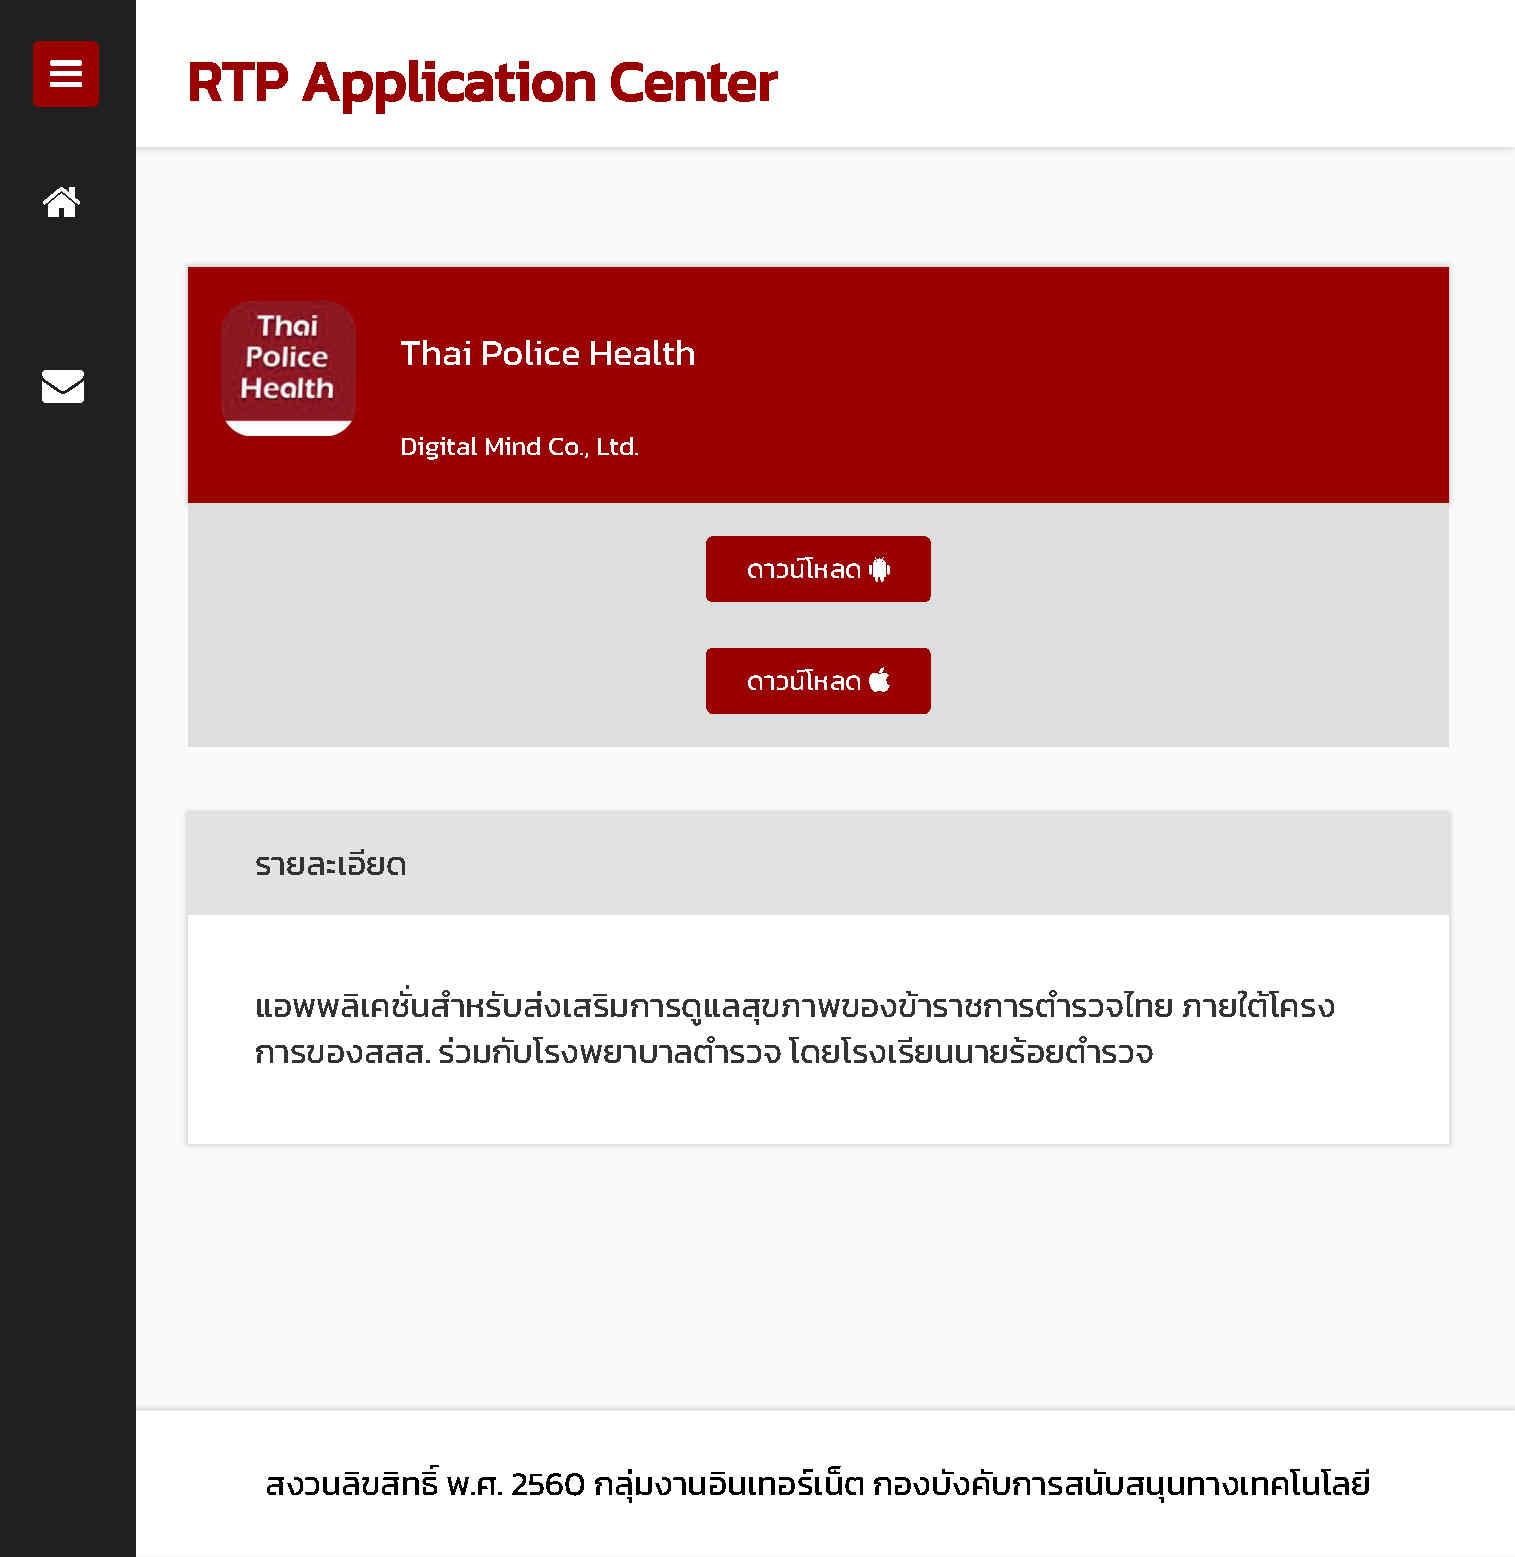 RTP Application Center
Thai
Police
Health
Thai Police Health
Digital Mind Co., Ltd.
ดาวน์โหลด
ดาวน์โหลด
รายละเอียด
แอพพลิเคชั่นสำหรับส่งเสริมการดูแลสุขภาพของข้าราชการตำรวจไทย ภายใต้โครง
การของสสส. ร่วมกับโรงพยาบาลตำรวจ โดยโรงเรียนนายร้อยตำรวจ
สงวนลิขสิทธิ์ พ.ศ. 2560 กลุ่มงานอินเทอร์เน็ต กองบังคับการสนับสนุนทางเทคโนโลยี